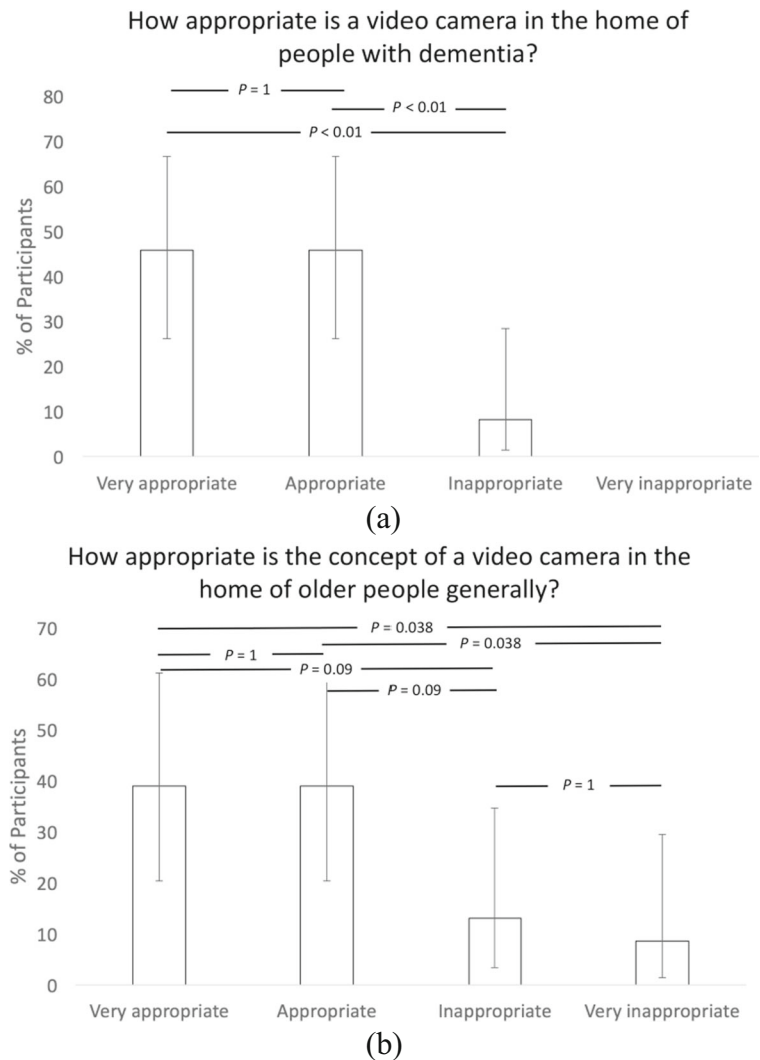 How appropriate is a video camera in the home of
people with dementia?
80
P = 1
P < 0.01
70
P < 0.01
60
50
40
30
20
10
0
% of Participants
Very appropriate Appropriate Inappropriate Very inappropriate
(a)
How appropriate is the concept of a video camera in the
home of older people generally?
70
P = 0.038
P = 0.038
P = 1
P = 0.09
60
P = 0.09
50
40
P = 1
30
20
10
0
% of Participants
Very appropriate Appropriate Inappropriate Very inappropriate
(b)